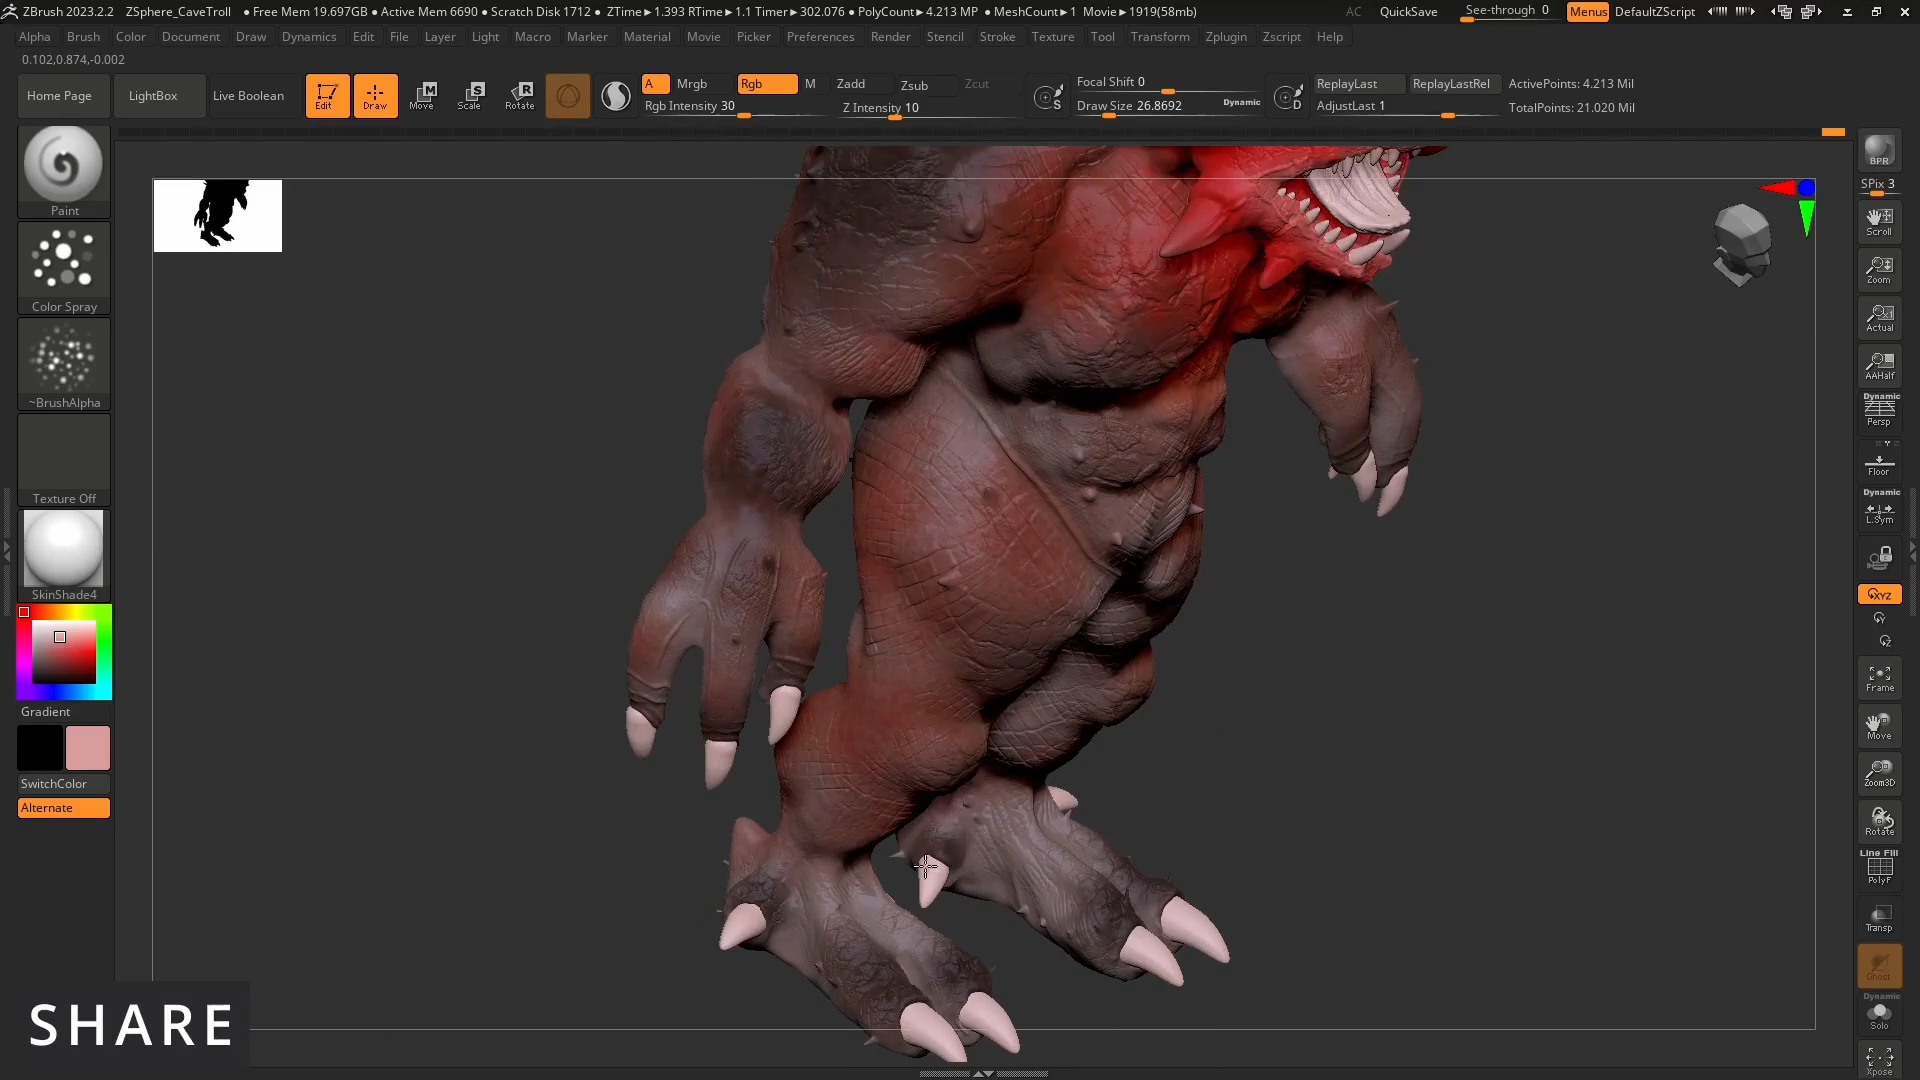 ZBrush 2023.2.2 ZSphere_CaveTroll ● Free Mem 19.697GB ● Active Mem 6690 ● Scratch Disk 1712 ● ZTime►1.393 RTime►1.1 Timer►302.076 ● PolyCount►4.213 MP ● MeshCount►1 Movie►1919(58mb) AC QuickSave See-through 0 Menus DefaultZScript
Alpha Brush Color Document Draw Dynamics Edit File Layer Light Macro Marker Material Movie Picker Preferences Render Stencil Stroke Texture Tool Transform Zplugin Zscript Help
0.102,0.874,-0.002
Home Page LightBox Live Boolean Edit Draw Move Scale Rotate
M S R
A Mrgb Rgb M Zadd Zsub Zcut
Rgb Intensity 30 Z Intensity 10
S
Focal Shift 0
Draw Size 26.8692 Dynamic
D
ReplayLast ReplayLastRel ActivePoints: 4.213 Mil
AdjustLast 1 TotalPoints: 21.020 Mil
Paint
Color Spray
~BrushAlpha
Texture Off
SkinShade4
Gradient
SwitchColor
Alternate
BPR
SPix 3
Scroll
Zoom
Actual
AAHalf
Dynamic
Persp
Floor
Dynamic
L.Sym
XYZ
Y
Z
Frame
Move
Zoom3D
Rotate
Line Fill
PolyF
Transp
Ghost
Dynamic
Solo
Xpose
SHARE